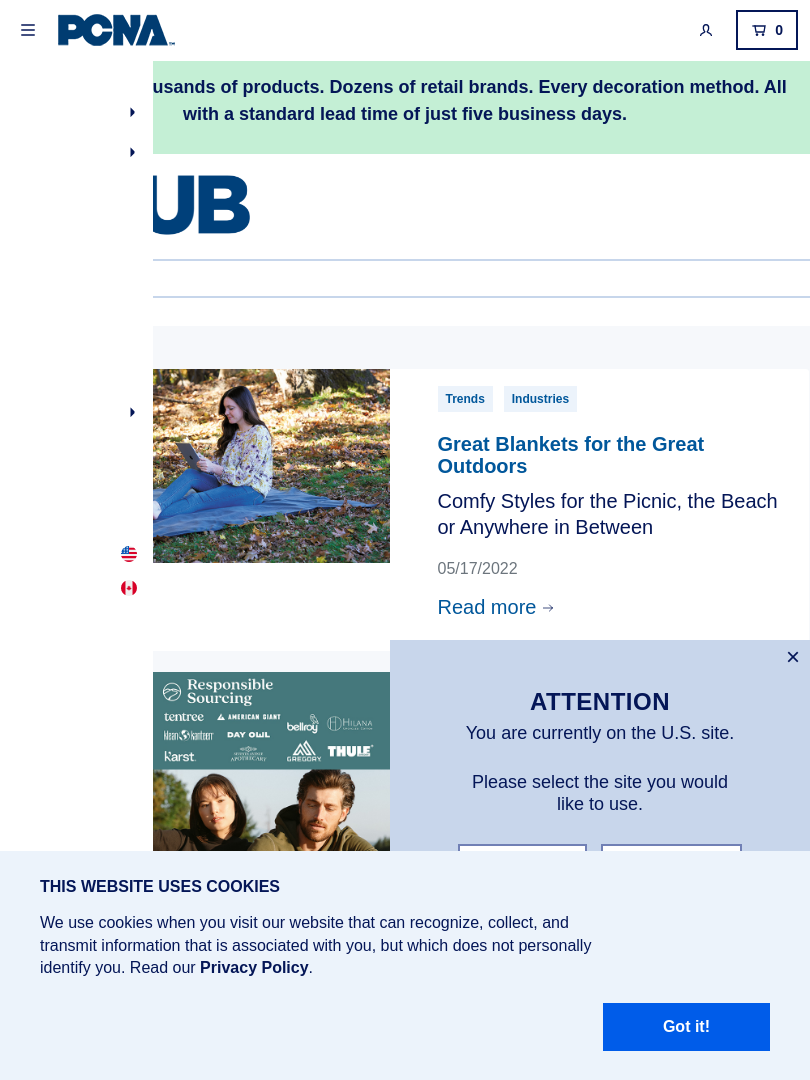 PCNA
0
usands of products. Dozens of retail brands. Every decoration method. All
with a standard lead time of just five business days.
UB
Trends
Industries
Great Blankets for the Great
Outdoors
Comfy Styles for the Picnic, the Beach
or Anywhere in Between
05/17/2022
Read more
Responsible
Sourcing
tentree
AMERICAN GIANT
bellroy
HILANA
klean kanteen
DAY OWL
karst
APOTHECARY
GREGORY
THULE
×
ATTENTION
You are currently on the U.S. site.
Please select the site you would
like to use.
THIS WEBSITE USES COOKIES
We use cookies when you visit our website that can recognize, collect, and
transmit information that is associated with you, but which does not personally
identify you. Read our Privacy Policy.
Got it!